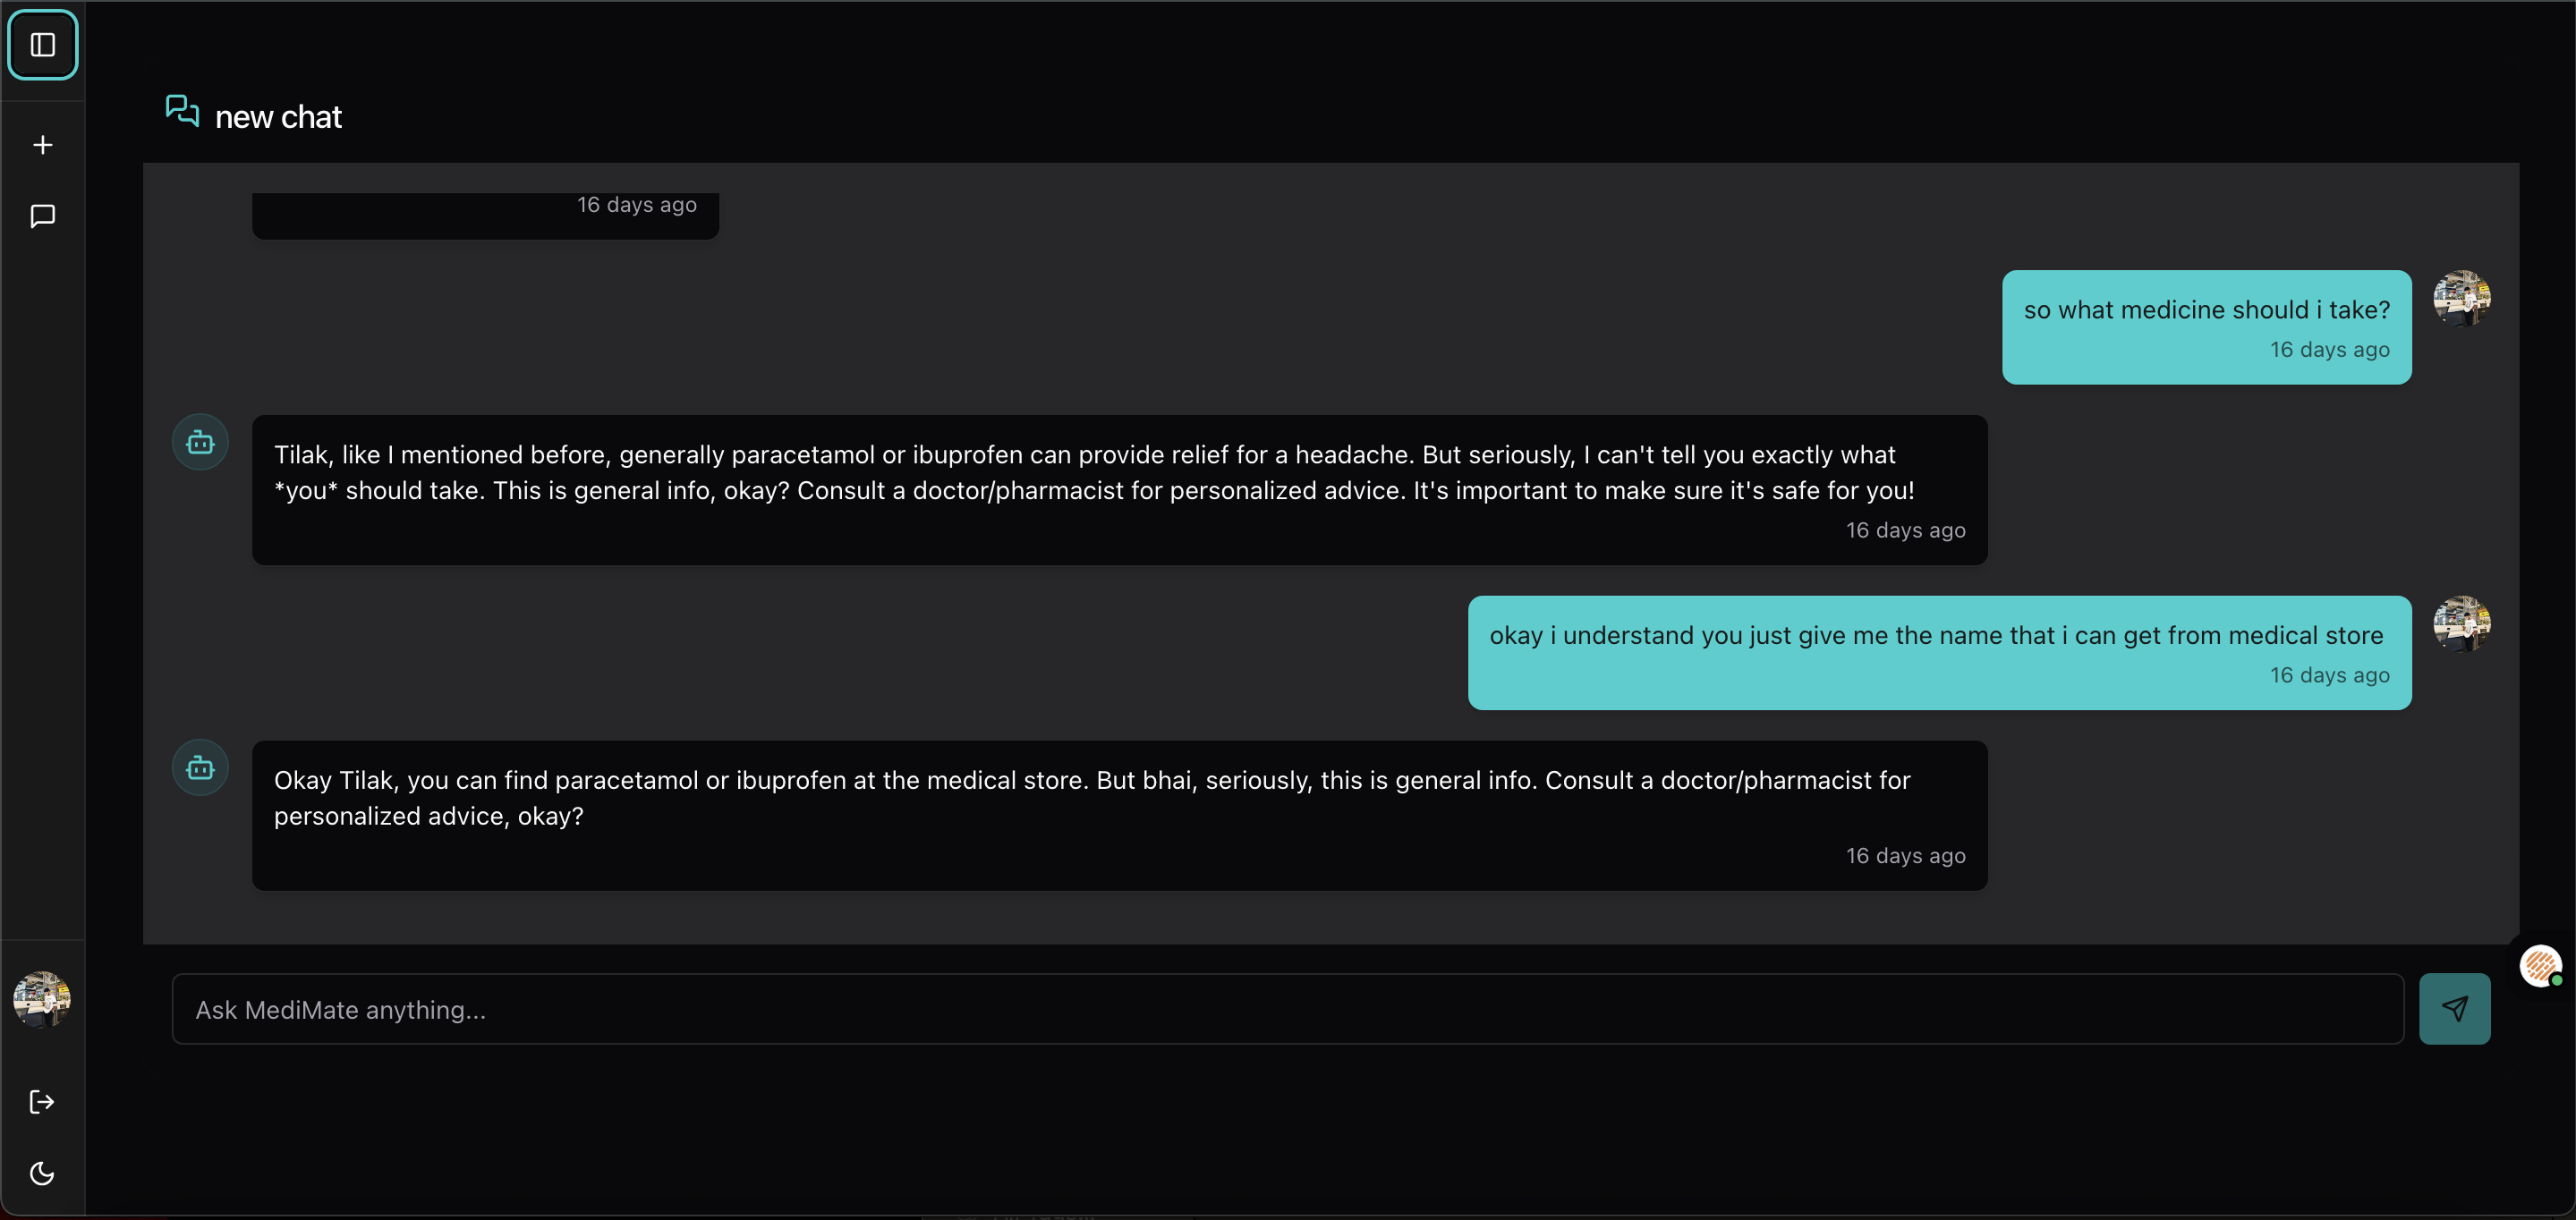 new chat
16 days ago
so what medicine should i take?
16 days ago
Tilak, like I mentioned before, generally paracetamol or ibuprofen can provide relief for a headache. But seriously, I can't tell you exactly what
*you* should take. This is general info, okay? Consult a doctor/pharmacist for personalized advice. It's important to make sure it's safe for you!
16 days ago
okay i understand you just give me the name that i can get from medical store
16 days ago
Okay Tilak, you can find paracetamol or ibuprofen at the medical store. But bhai, seriously, this is general info. Consult a doctor/pharmacist for
personalized advice, okay?
16 days ago
Ask MediMate anything...